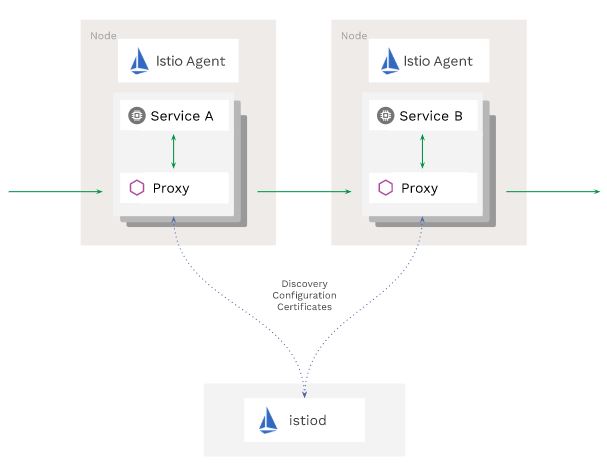 Node
Istio Agent
Service A
Proxy
Node
Istio Agent
Service B
Proxy
Discovery
Configuration
Certificates
istiod